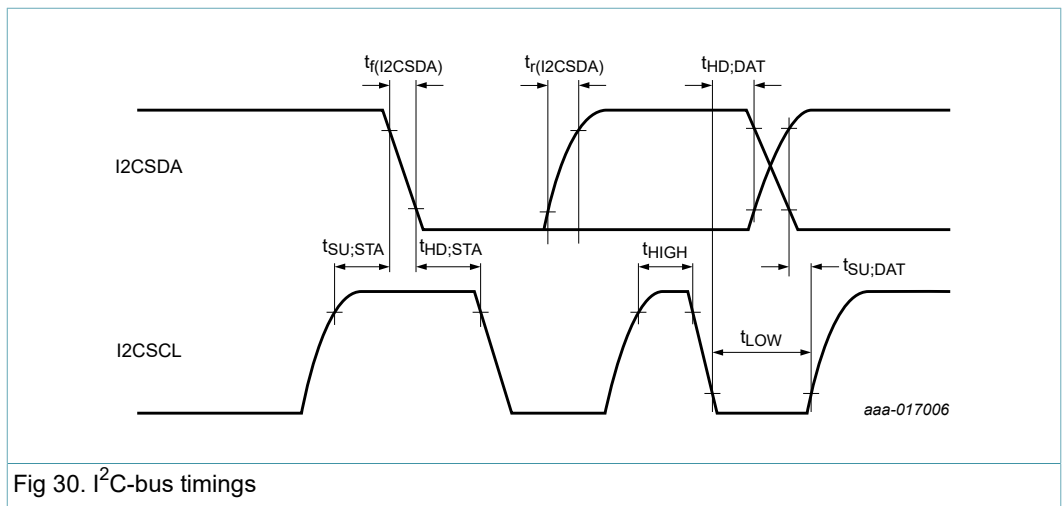 tf(I2CSDA) tr(I2CSDA) tHD;DAT
I2CSDA
tSU;STA tHD;STA tHIGH tSU;DAT
I2CSCL tLOW
aaa-017006
Fig 30. I²C-bus timings